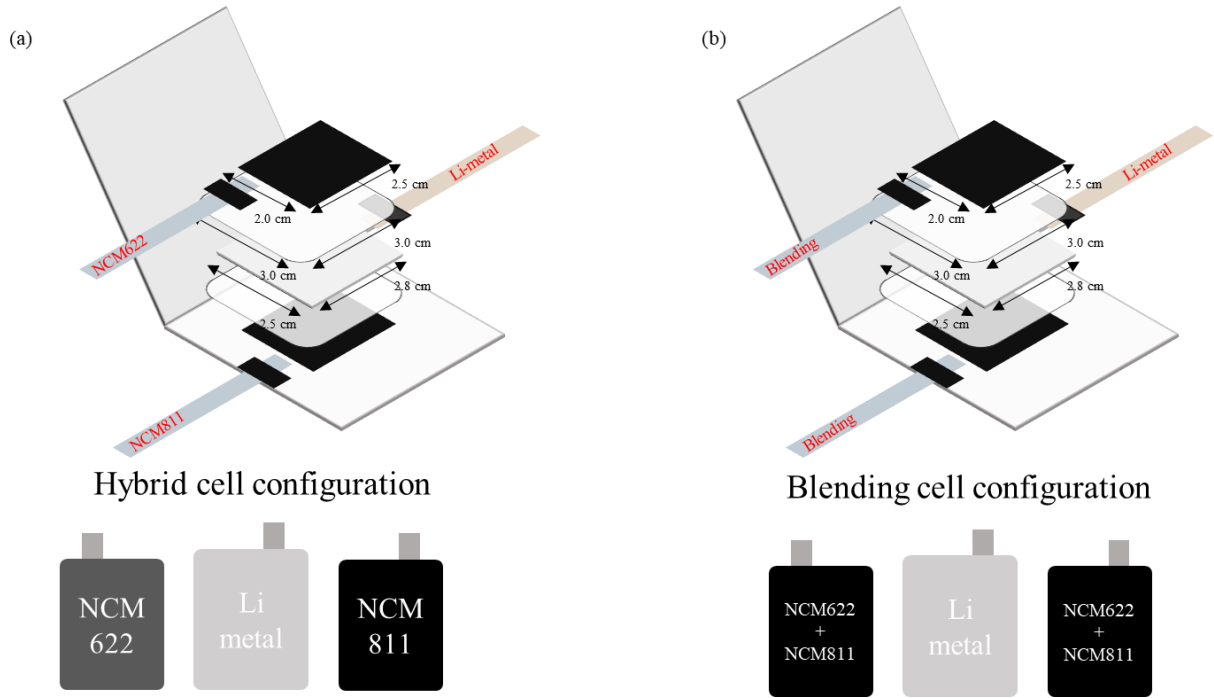 (a)
Li-metal
2.5 cm
2.0 cm
NCM622
3.0 cm
3.0 cm
2.8 cm
2.5 cm
NCM811
Hybrid cell configuration
NCM
622
Li
metal
NCM
811
(b)
Li-metal
2.5 cm
2.0 cm
Blending
3.0 cm
3.0 cm
2.8 cm
2.5 cm
Blending
Blending cell configuration
NCM622
+
NCM811
Li
metal
NCM622
+
NCM811